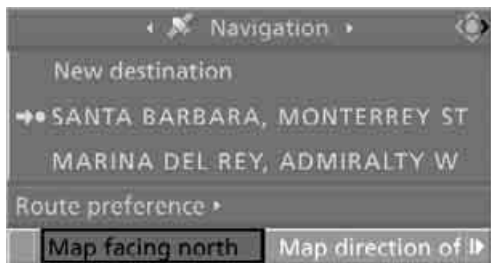 Navigation
New destination
SANTA BARBARA, MONTERREY ST
MARINA DEL REY, ADMIRALTY W
Route preference
Map facing north Map direction of